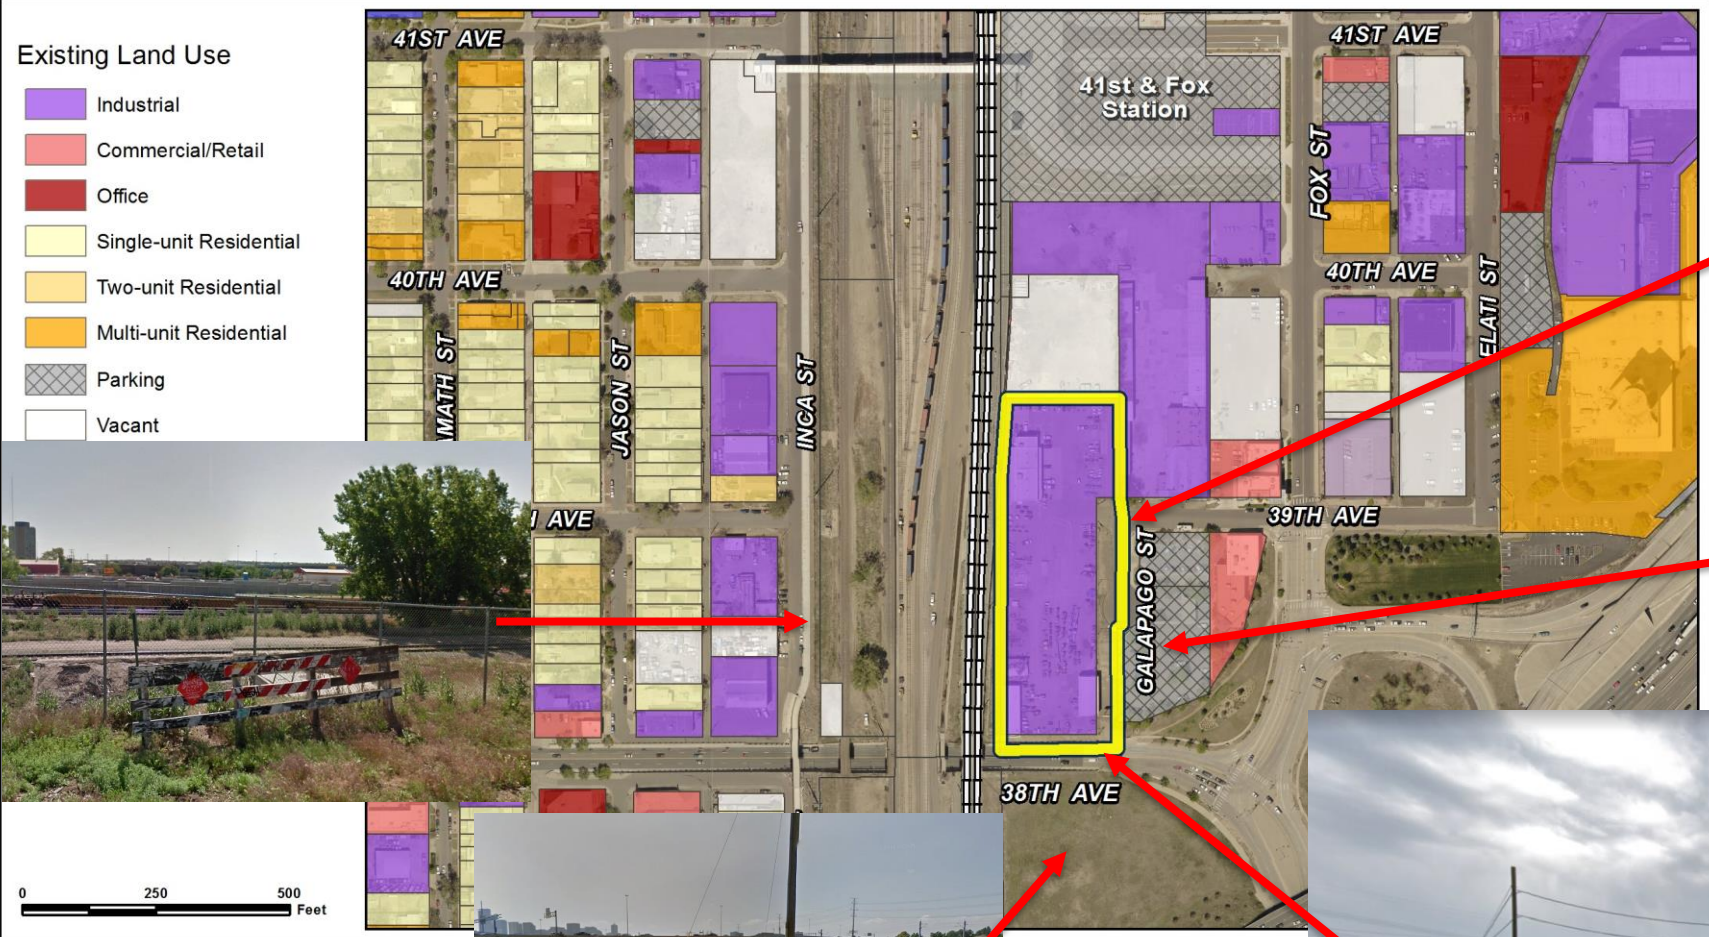 Existing Land Use
Industrial
Commercial/Retail
Office
Single-unit Residential
Two-unit Residential
Multi-unit Residential
Parking
Vacant
0 250 500 Feet
41ST AVE
41ST AVE
41st & Fox
Station
FOX ST
40TH AVE
40TH AVE
ELATI ST
MATH ST
JASON ST
INCA ST
AVE
39TH AVE
GALAPAGO ST
38TH AVE